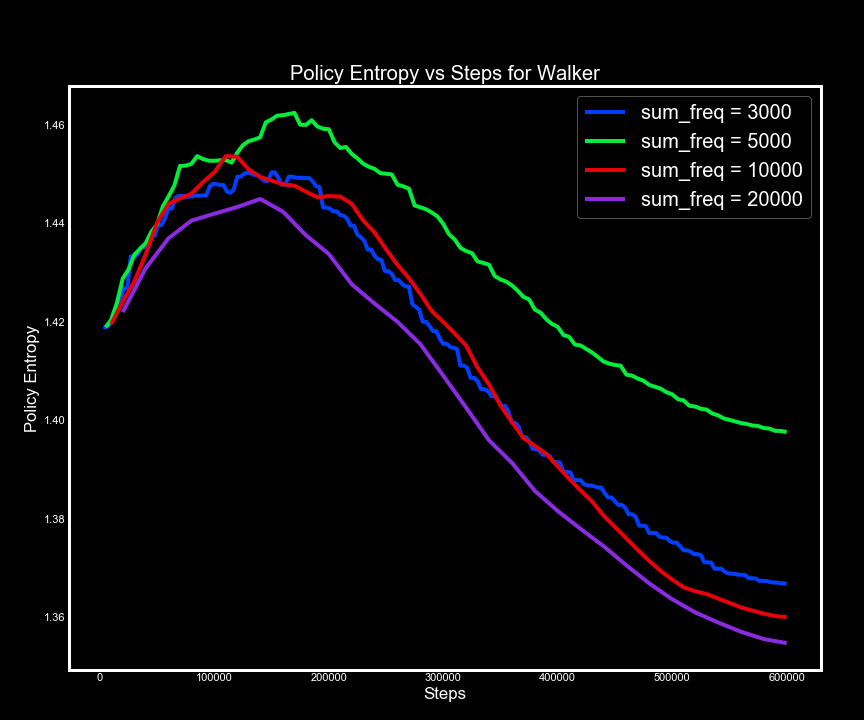 Policy Entropy vs Steps for Walker
sum_freq = 3000
sum_freq = 5000
sum_freq = 10000
sum_freq = 20000
Policy Entropy
1.46
1.44
1.42
1.40
1.38
1.36
0
100000
200000
300000
400000
500000
600000
Steps